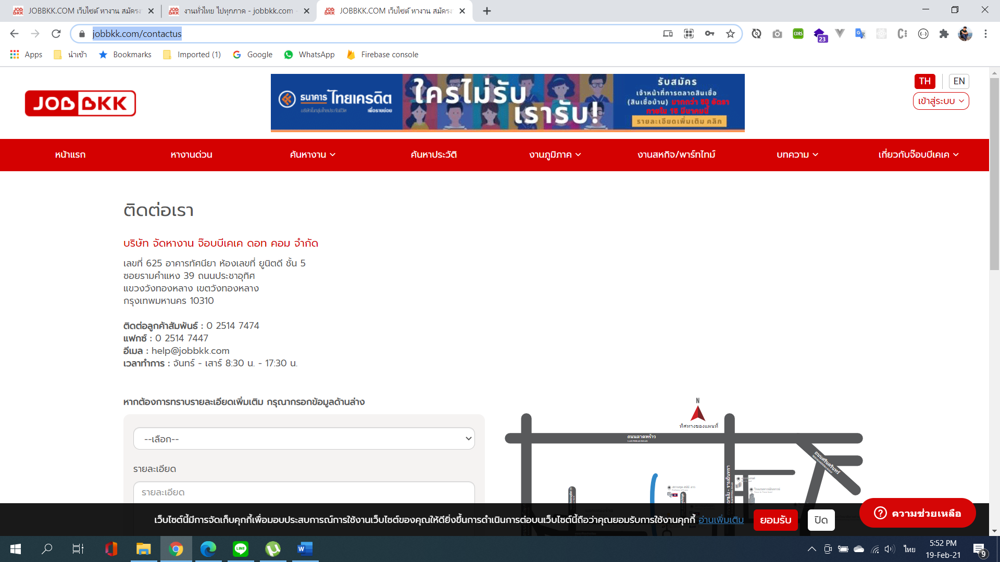 JOBBKK.COM เว็บไซต์ หางาน สมัครงา
งานทั่วไทย ไปทุกภาค - jobbkk.com -
JOBBKK.COM เว็บไซต์ หางาน สมัครงา
jobbkk.com/contactus
CORS
23
Apps
นำเข้า
Bookmarks
Imported (1)
Google
WhatsApp
Firebase console
JOBBKK
ธนาคาร ไทยเครดิต
เพื่อรายย่อย
ใครไม่รับ
เรารับ!
รับสมัคร
เจ้าหน้าที่การตลาดสินเชื่อ
(สินเชื่อบ้าน) มากกว่า 50 อัตรา
ภายใน 15 มีนาคมนี้
รายละเอียดเพิ่มเติม คลิก
TH
EN
เข้าสู่ระบบ
หน้าแรก
หางานด่วน
ค้นหางาน
ค้นหาประวัติ
งานภูมิภาค
งานสหกิจ/พาร์ทไทม์
บทความ
เกี่ยวกับจ๊อบบีเคเค
ติดต่อเรา
บริษัท จัดหางาน จ๊อบบีเคเค ดอท คอม จำกัด
เลขที่ 625 อาคารทัศนียา ห้องเลขที่ ยูนิตดี ชั้น 5
ซอยรามคำแหง 39 ถนนประชาอุทิศ
แขวงวังทองหลาง เขตวังทองหลาง
กรุงเทพมหานคร 10310
ติดต่อลูกค้าสัมพันธ์ : 0 2514 7474
แฟกซ์ : 0 2514 7447
อีเมล : help@jobbkk.com
เวลาทำการ : จันทร์ - เสาร์ 8:30 น. - 17:30 น.
หากต้องการทราบรายละเอียดเพิ่มเติม กรุณากรอกข้อมูลด้านล่าง
--เลือก--
รายละเอียด
รายละเอียด
N
ทิศทางของแผนที่
ถนนลาดพร้าว
LAD PHRAO ROAD
ถนนศรีนครินทร์
เว็บไซต์นี้มีการจัดเก็บคุกกี้เพื่อมอบประสบการณ์การใช้งานเว็บไซต์ของคุณให้ดียิ่งขึ้นการดำเนินการต่อบนเว็บไซต์นี้ถือว่าคุณยอมรับการใช้งานคุกกี้ อ่านเพิ่มเติม
ยอมรับ
ปิด
ความช่วยเหลือ
LINE
W
ไทย
5:52 PM
19-Feb-21
9